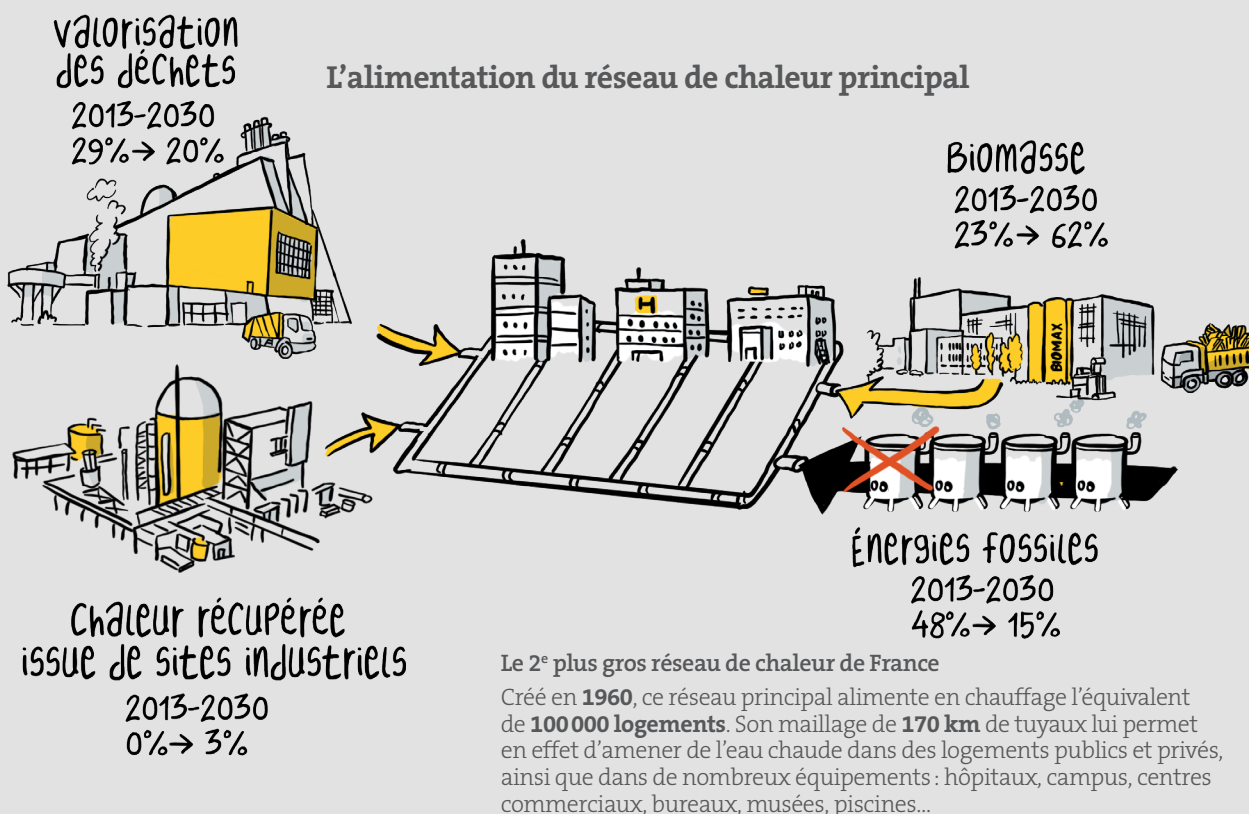 Valorisation
des déchets
2013-2030
29%→ 20%
L'alimentation du réseau de chaleur principal
Biomasse
2013-2030
23%→ 62%
H
BIOMAX
Énergies fossiles
2013-2030
48%→ 15%
Chaleur récupérée
issue de sites industriels
2013-2030
0%→ 3%
Le 2e plus gros réseau de chaleur de France
Créé en 1960, ce réseau principal alimente en chauffage l'équivalent
de 100 000 logements. Son maillage de 170 km de tuyaux lui permet
en effet d'amener de l'eau chaude dans des logements publics et privés,
ainsi que dans de nombreux équipements : hôpitaux, campus, centres
commerciaux, bureaux, musées, piscines...